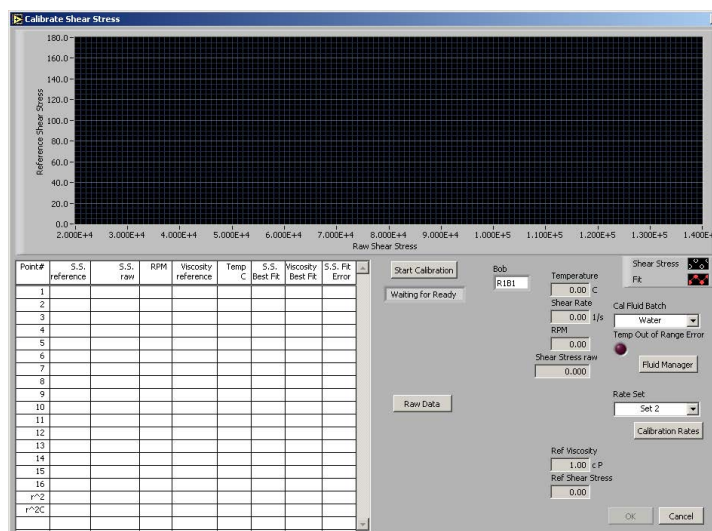 Calibrate Shear Stress
180.0
160.0
140.0
120.0
100.0
80.0
60.0
40.0
20.0
0.0
Reference Shear Stress
2.000E+4 3.000E+4 4.000E+4 5.000E+4 6.000E+4 7.000E+4 8.000E+4 9.000E+4 1.000E+5 1.100E+5 1.200E+5 1.300E+5 1.400E+
Raw Shear Stress
Point# S.S. reference S.S. raw RPM Viscosity reference Temp C S.S. Best Fit Viscosity Best Fit S.S. Fit Error
1
2
3
4
5
6
7
8
9
10
11
12
13
14
15
16
r^2
r^2C
Start Calibration
Waiting for Ready
Raw Data
Bob
R1B1
Temperature
0.00 C
Shear Rate
0.00 1/s
RPM
0.00
Shear Stress raw
0.000
Ref Viscosity
1.00 c P
Ref Shear Stress
0.00
Shear Stress
Fit
Cal Fluid Batch
Water
Temp Out of Range Error
Fluid Manager
Rate Set
Set 2
Calibration Rates
OK Cancel